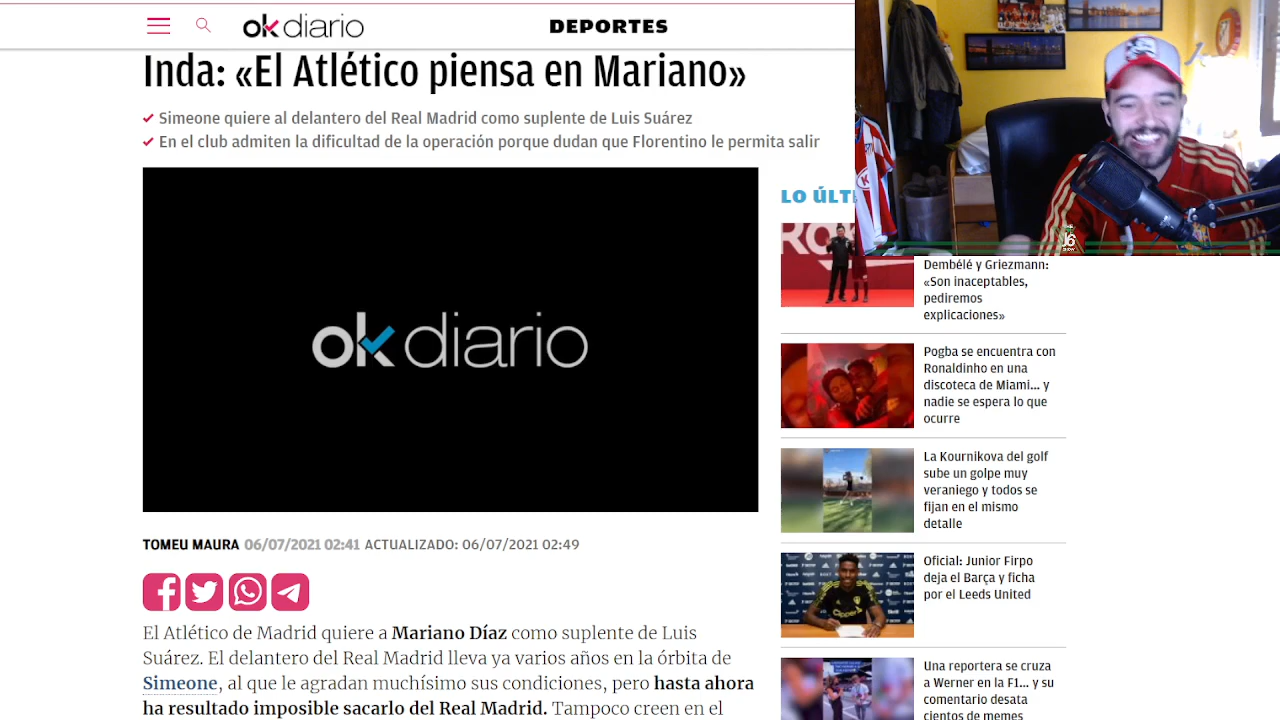 okdiario
DEPORTES
Inda: «El Atlético piensa en Mariano»
Simeone quiere al delantero del Real Madrid como suplente de Luis Suárez
En el club admiten la dificultad de la operación porque dudan que Florentino le permita salir
okdiario
TOMEU MAURA 06/07/2021 02:41 ACTUALIZADO: 06/07/2021 02:49
El Atlético de Madrid quiere a Mariano Díaz como suplente de Luis
Suárez. El delantero del Real Madrid lleva ya varios años en la órbita de
Simeone, al que le agradan muchísimo sus condiciones, pero hasta ahora
ha resultado imposible sacarlo del Real Madrid. Tampoco creen en el
LO ÚLT
Dembélé y Griezmann:
«Son inaceptables,
pediremos
explicaciones»
Pogba se encuentra con
Ronaldinho en una
discoteca de Miami... y
nadie se espera lo que
ocurre
La Kournikova del golf
sube un golpe muy
veraniego y todos se
fijan en el mismo
detalle
Oficial: Junior Firpo
deja el Barça y ficha
por el Leeds United
Una reportera se cruza
a Werner en la F1... y su
comentario desata
cientos de memes